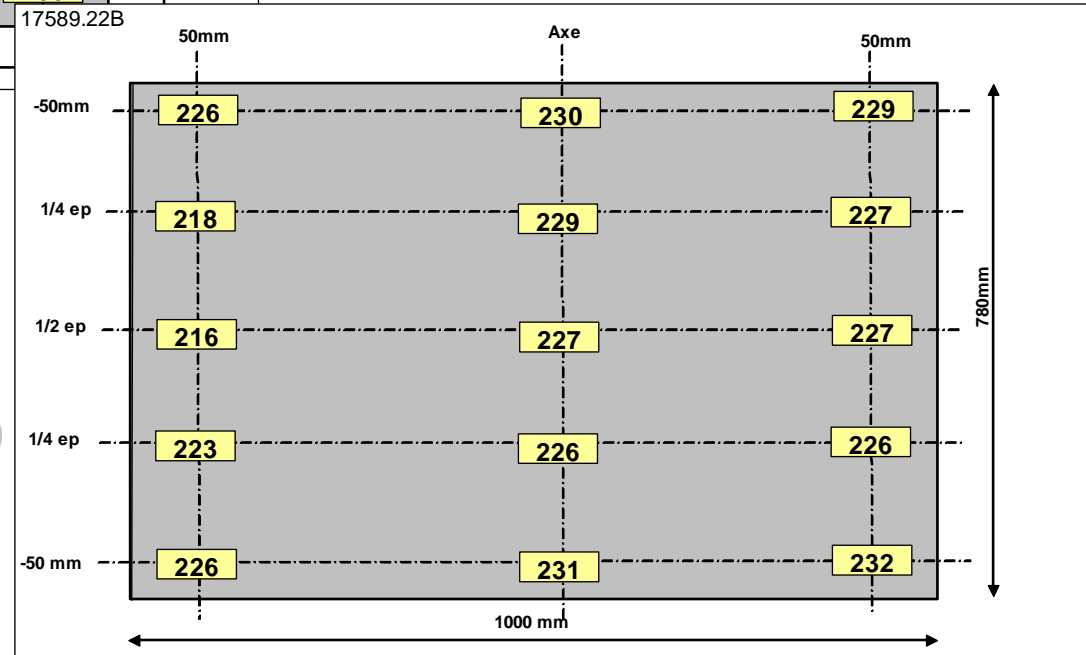 17589.22B
50mm Axe 50mm
-50mm 226 230 229
1/4 ep 218 229 227
1/2 ep 216 227 227
780mm
1/4 ep 223 226 226
-50 mm 226 231 232
1000 mm